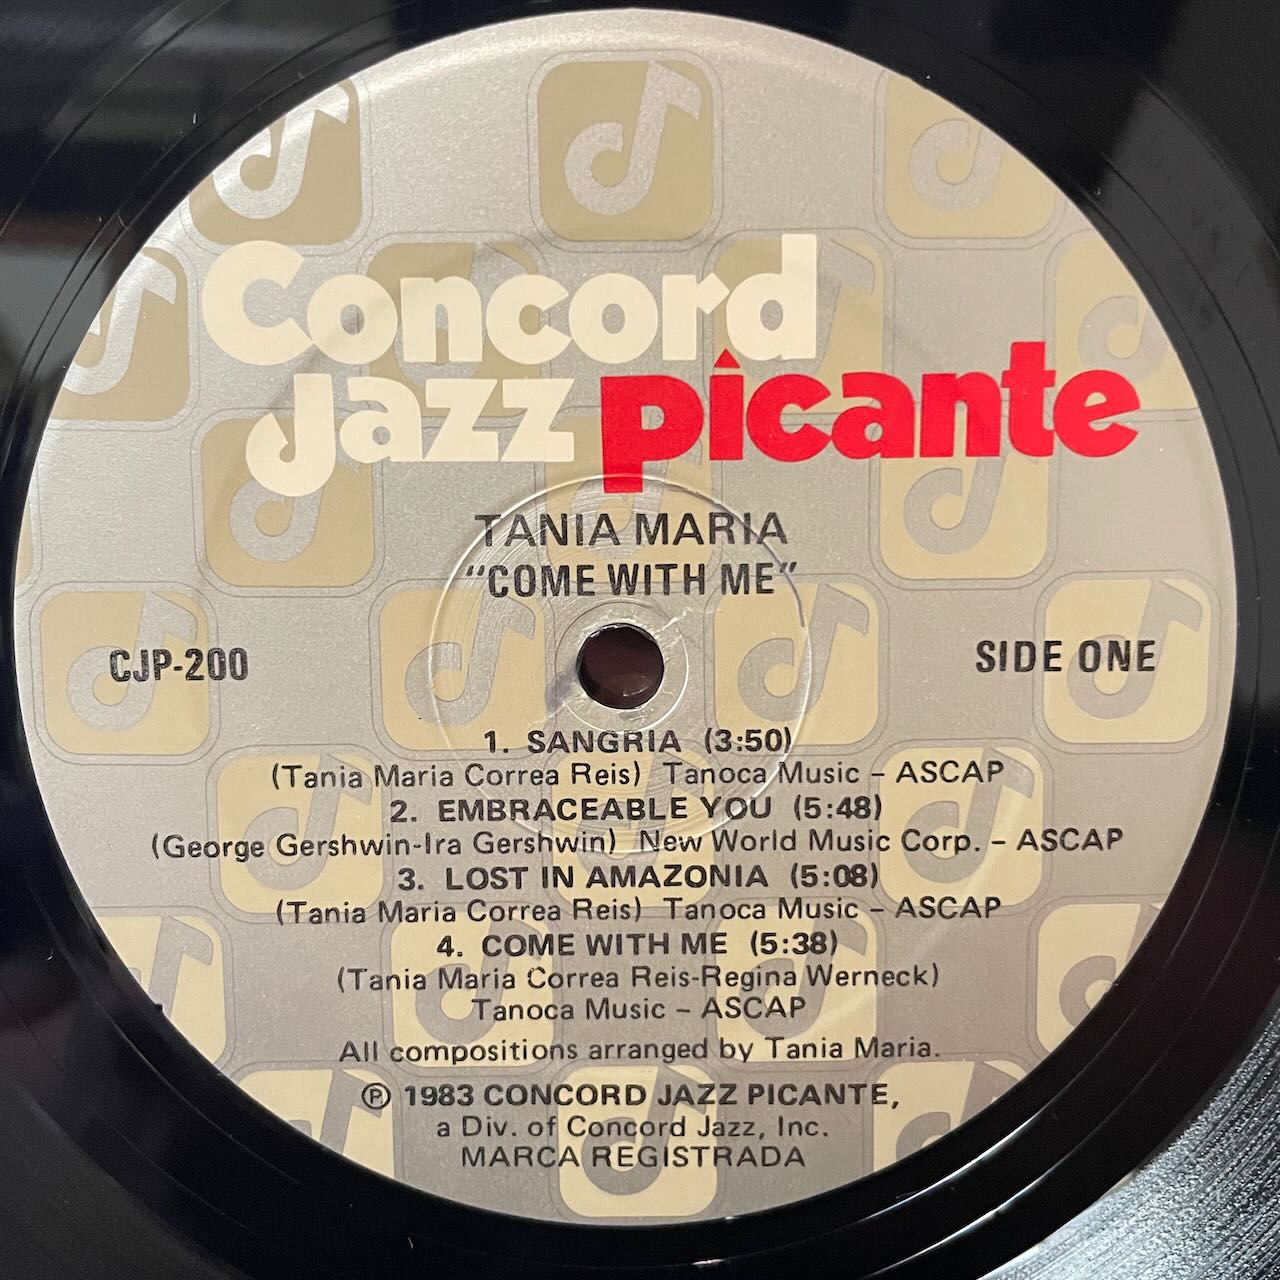 Concord
jazz picante
TANIA MARIA
"COME WITH ME"
CJP-200
SIDE ONE
1. SANGRIA (3:50)
(Tania Maria Correa Reis) Tanoca Music – ASCAP
2. EMBRACEABLE YOU (5:48)
(George Gershwin-Ira Gershwin) New World Music Corp. – ASCAP
3. LOST IN AMAZONIA (5:08)
(Tania Maria Correa Reis) Tanoca Music – ASCAP
4. COME WITH ME (5:38)
(Tania Maria Correa Reis-Regina Werneck)
Tanoca Music – ASCAP
All compositions arranged by Tania Maria.
℗ 1983 CONCORD JAZZ PICANTE,
a Div. of Concord Jazz, Inc.
MARCA REGISTRADA